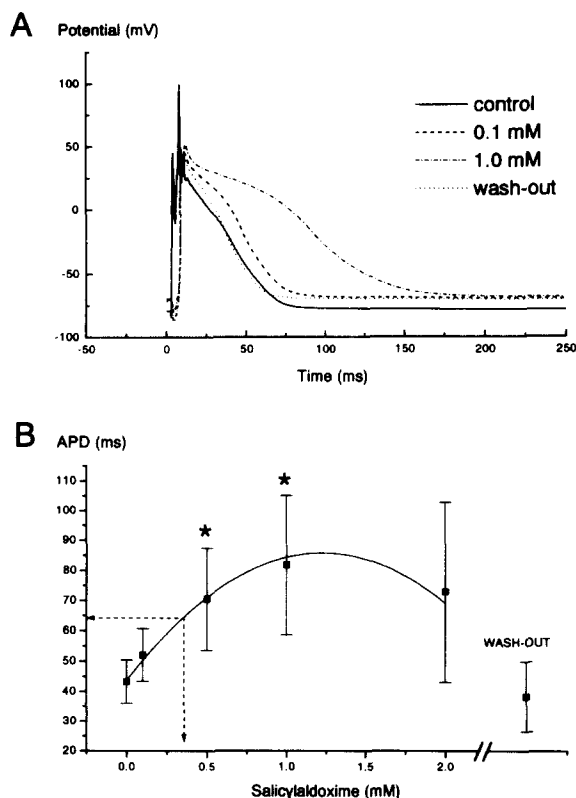 A
Potential (mV)
100
50
0
-50
-100
control
0.1 mM
1.0 mM
wash-out
-50 0 50 100 150 200 250
Time (ms)
B
APD (ms)
110
100
90
80
70
60
50
40
30
20
★
★
WASH-OUT
0.0 0.5 1.0 1.5 2.0
Salicylaldoxime (mM)